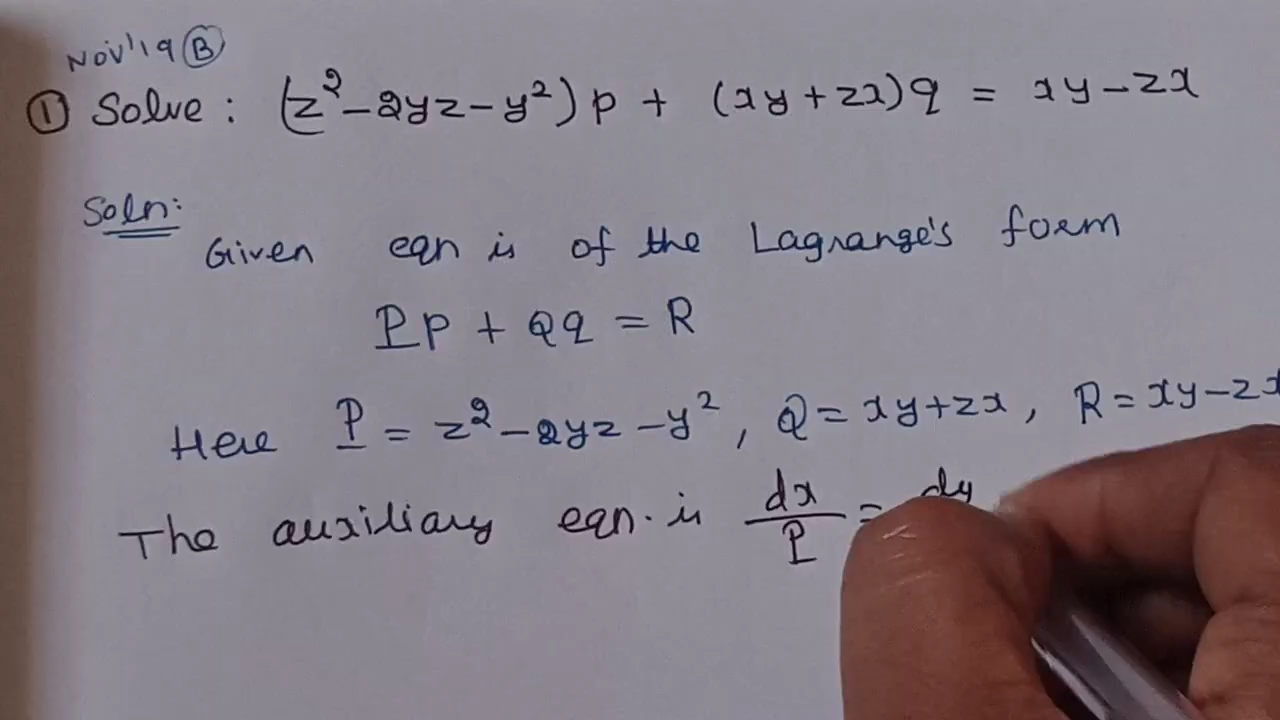 Nov'19 Ⓑ
① Solve : (z²-2yz-y²)p + (xy+zx)q = xy-zx
Soln:
Given eqn is of the Lagrange's form
Pp + Qq = R
Here P = z²-2yz-y², Q=xy+zx, R=xy-zx
The auxiliary eqn. is dx/P = dy